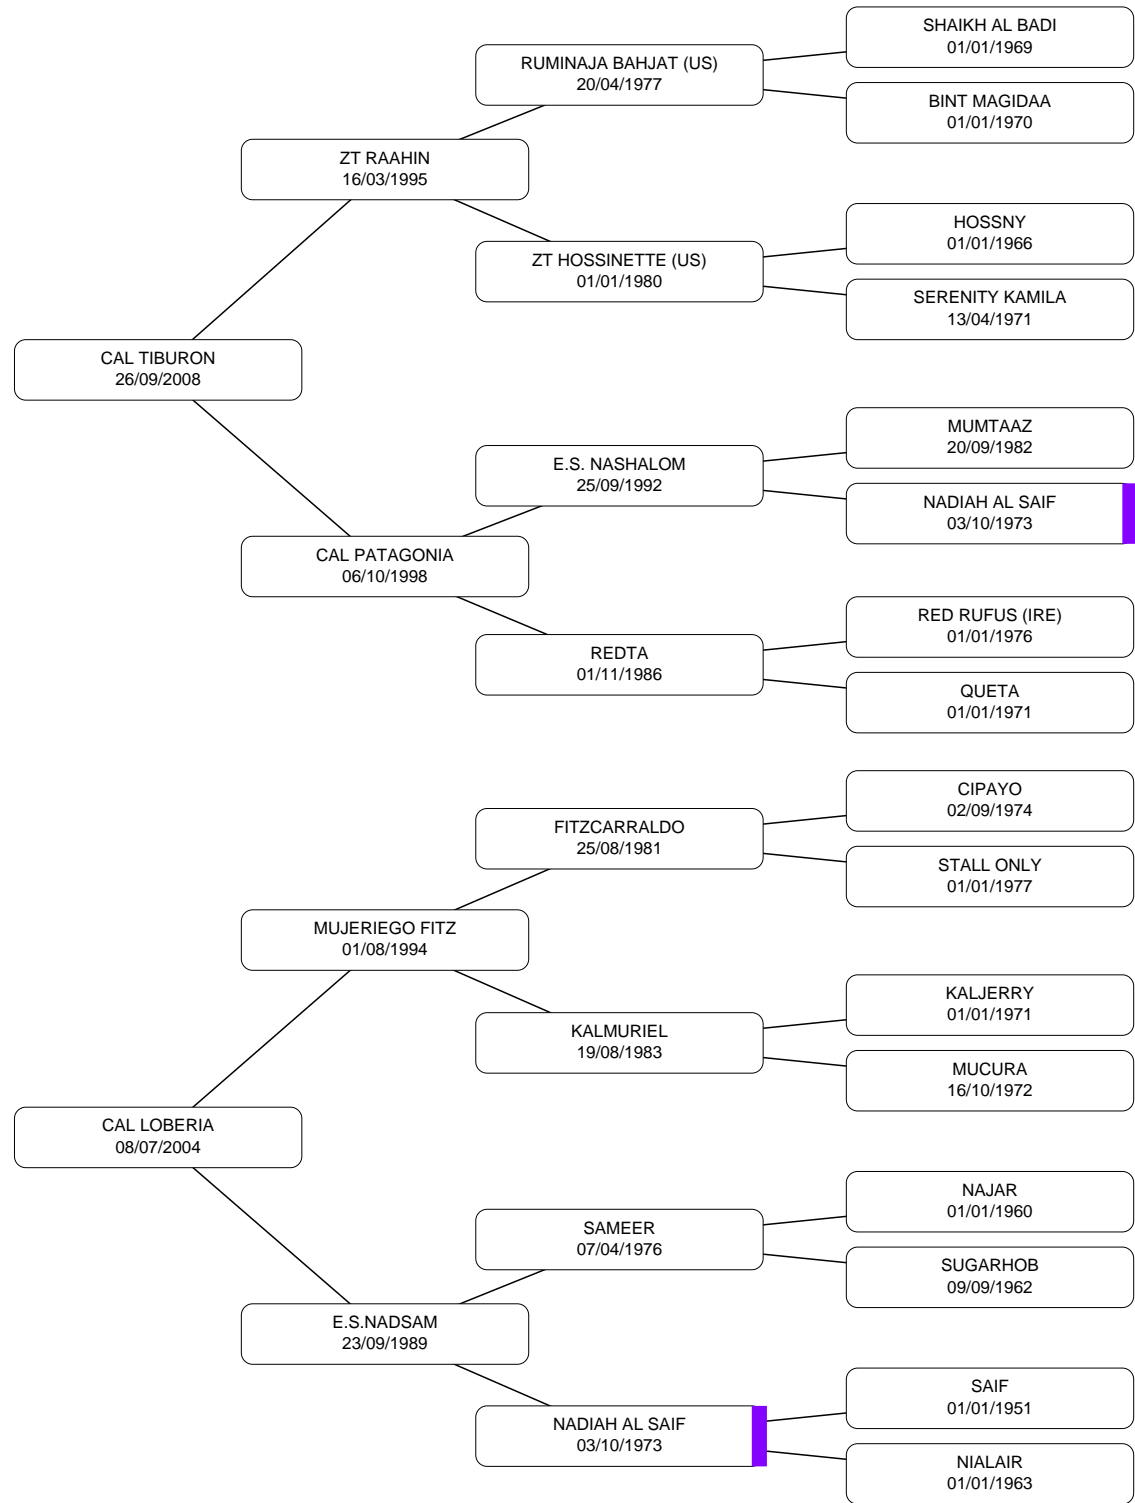 SHAIKH AL BADI
01/01/1969
RUMINAJA BAHJAT (US)
20/04/1977
BINT MAGIDAA
01/01/1970
ZT RAAHIN
16/03/1995
HOSSNY
01/01/1966
ZT HOSSINETTE (US)
01/01/1980
SERENITY KAMILA
13/04/1971
CAL TIBURON
26/09/2008
MUMTAAZ
20/09/1982
E.S. NASHALOM
25/09/1992
NADIAH AL SAIF
03/10/1973
CAL PATAGONIA
06/10/1998
RED RUFUS (IRE)
01/01/1976
REDTA
01/11/1986
QUETA
01/01/1971
CIPAYO
02/09/1974
FITZCARRALDO
25/08/1981
STALL ONLY
01/01/1977
MUJERIEGO FITZ
01/08/1994
KALJERRY
01/01/1971
KALMURIEL
19/08/1983
MUCURA
16/10/1972
CAL LOBERIA
08/07/2004
NAJAR
01/01/1960
SAMEER
07/04/1976
SUGARHOB
09/09/1962
E.S.NADSAM
23/09/1989
SAIF
01/01/1951
NADIAH AL SAIF
03/10/1973
NIALAIR
01/01/1963